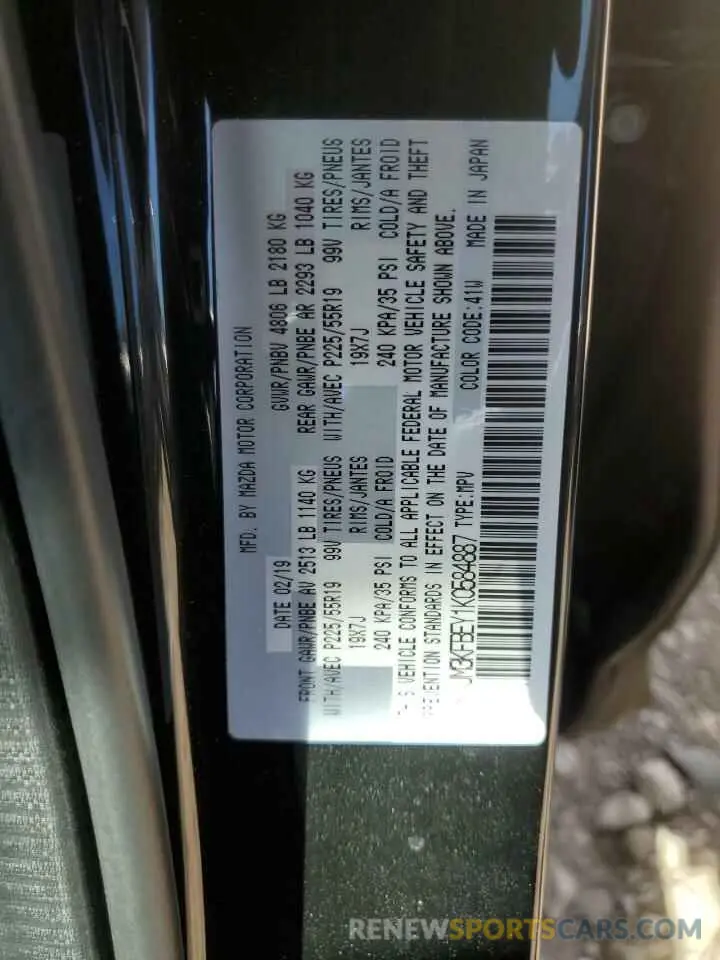 MFD. BY MAZDA MOTOR CORPORATION
DATE 02/19 GVWR/PNBV 4806 LB 2180 KG
FRONT GAWR/PNBE AV 2513 LB 1140 KG REAR GAWR/PNBE AR 2293 LB 1040 KG
WITH/AVEC P225/55R19 99V TIRES/PNEUS WITH/AVEC P225/55R19 99V TIRES/PNEUS
19X7J RIMS/JANTES 19X7J RIMS/JANTES
240 KPA/35 PSI COLD/A FROID 240 KPA/35 PSI COLD/A FROID
VEHICLE CONFORMS TO ALL APPLICABLE FEDERAL MOTOR VEHICLE SAFETY AND THEFT
PREVENTION STANDARDS IN EFFECT ON THE DATE OF MANUFACTURE SHOWN ABOVE.
JM3KFBEY1K0584887 TYPE:MPV COLOR CODE:41W MADE IN JAPAN
RENEWSPORTSCARS.COM